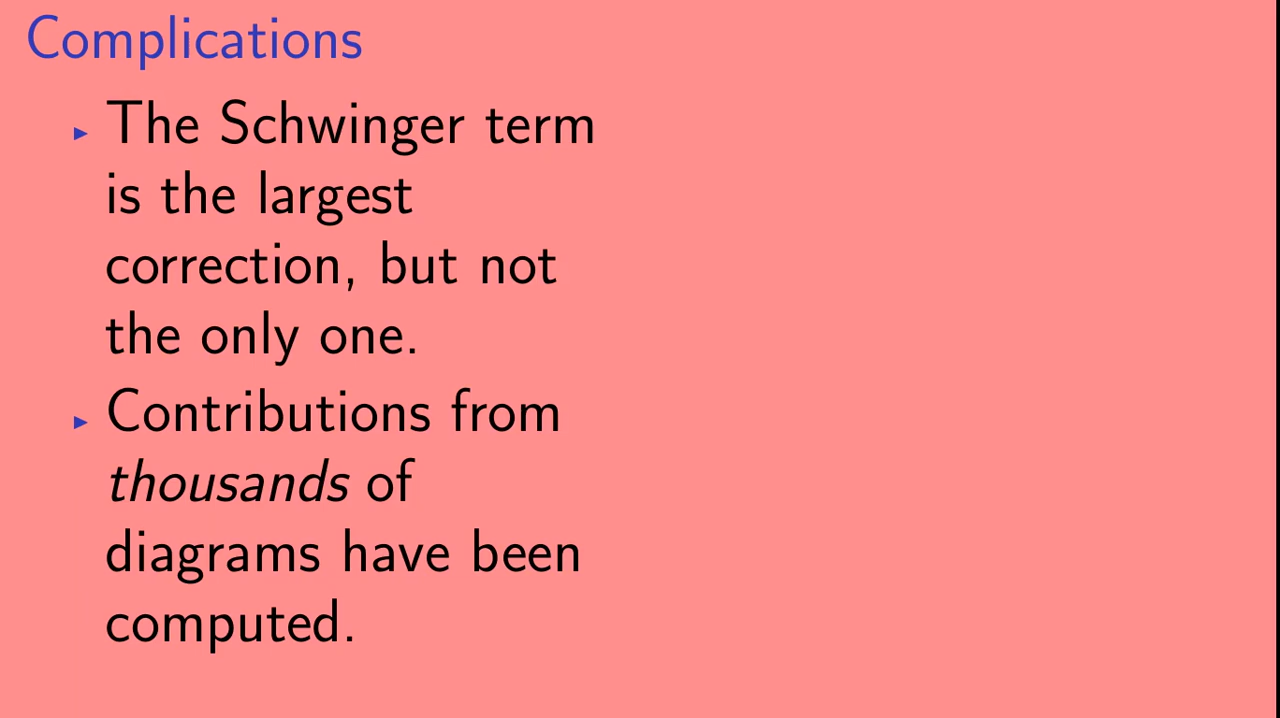 Complications
▸ The Schwinger term
is the largest
correction, but not
the only one.
▸ Contributions from
thousands of
diagrams have been
computed.